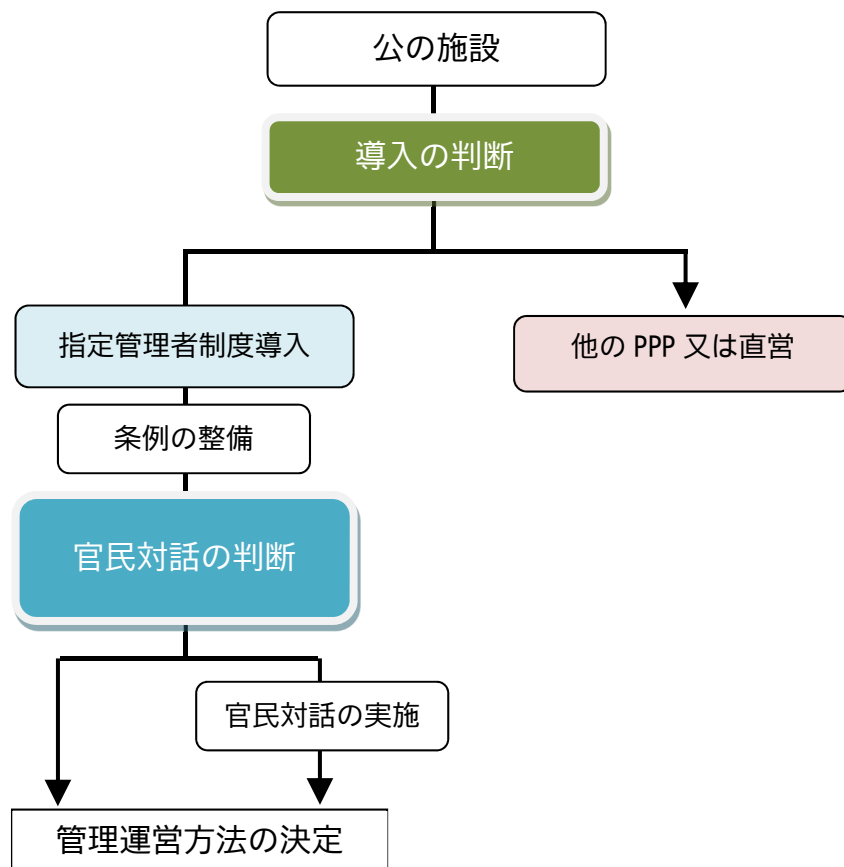 公の施設
導入の判断
指定管理者制度導入
他の PPP 又は直営
条例の整備
官民対話の判断
官民対話の実施
管理運営方法の決定